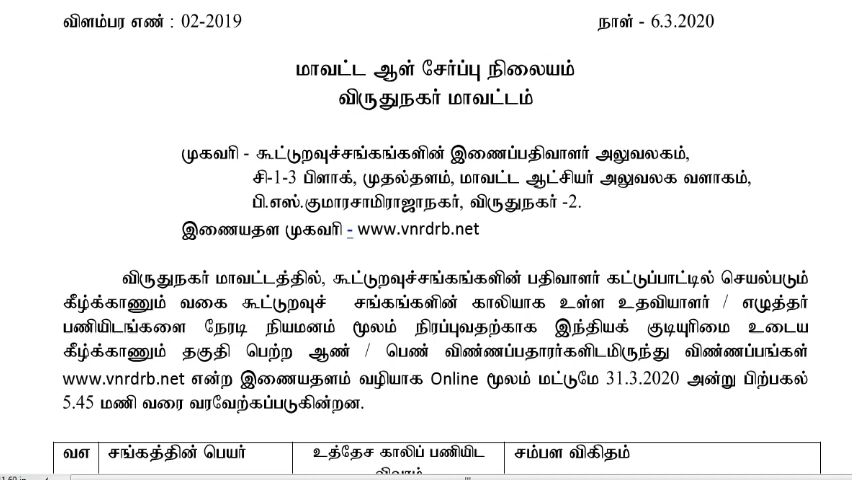 விளம்பர எண் : 02-2019 நாள் - 6.3.2020
மாவட்ட ஆள் சேர்ப்பு நிலையம்
விருதுநகர் மாவட்டம்
முகவரி - கூட்டுறவுச்சங்கங்களின் இணைப்பதிவாளர் அலுவலகம்,
சி-1-3 பிளாக், முதல்தளம், மாவட்ட ஆட்சியர் அலுவலக வளாகம்,
பி.எஸ்.குமாரசாமிராஜாநகர், விருதுநகர் -2.
இணையதள முகவரி - www.vnrdrb.net
விருதுநகர் மாவட்டத்தில், கூட்டுறவுச்சங்கங்களின் பதிவாளர் கட்டுப்பாட்டில் செயல்படும்
கீழ்க்காணும் வகை கூட்டுறவுச் சங்கங்களின் காலியாக உள்ள உதவியாளர் / எழுத்தர்
பணியிடங்களை நேரடி நியமனம் மூலம் நிரப்புவதற்காக இந்தியக் குடியுரிமை உடைய
கீழ்க்காணும் தகுதி பெற்ற ஆண் / பெண் விண்ணப்பதாரர்களிடமிருந்து விண்ணப்பங்கள்
www.vnrdrb.net என்ற இணையதளம் வழியாக Online மூலம் மட்டுமே 31.3.2020 அன்று பிற்பகல்
5.45 மணி வரை வரவேற்கப்படுகின்றன.
வஎ சங்கத்தின் பெயர் உத்தேச காலிப் பணியிட சம்பள விகிதம்